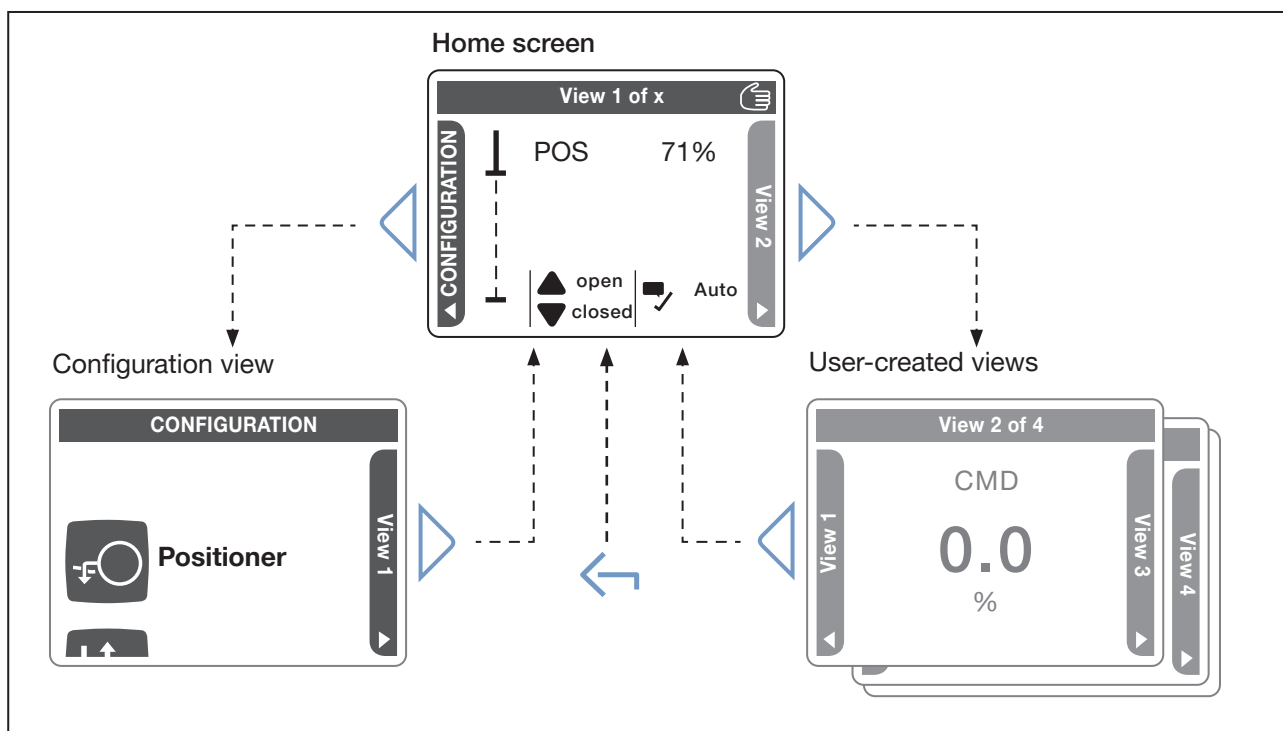 Home screen
View 1 of x
CONFIGURATION
POS 71%
View 2
open
closed
Auto
Configuration view
User-created views
CONFIGURATION
Positioner
View 1
View 2 of 4
View 1
CMD
0.0
%
View 3
View 4